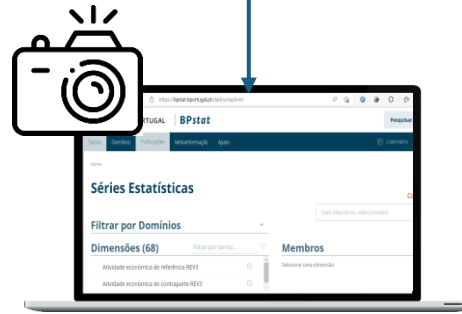 https://bpstat.bportugal.pt/dados/explorer
RTUGAL BPstat Pesquisar
Dados Domínios Publicações Metainformação Ajuda Calendário
Home
Séries Estatísticas
Sem Membros selecionados
Filtrar por Domínios
Dimensões (68) Filtrar por termo... Membros
Atividade económica de referência REV3 Selecione uma dimensão
Atividade económica de contraparte REV3